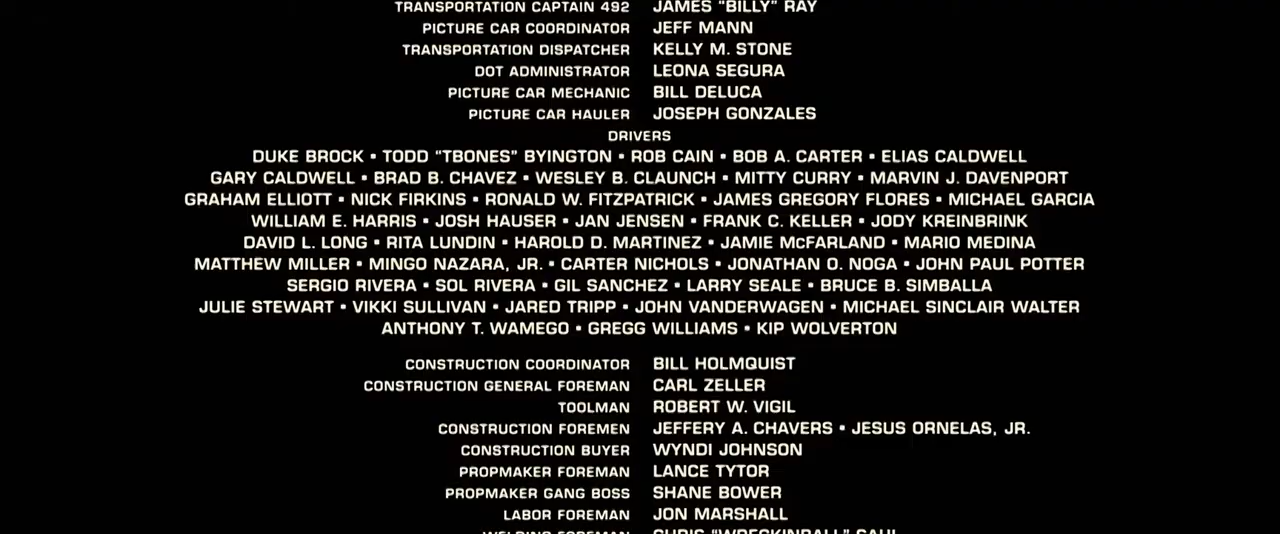 TRANSPORTATION CAPTAIN 492 JAMES “BILLY” RAY
PICTURE CAR COORDINATOR JEFF MANN
TRANSPORTATION DISPATCHER KELLY M. STONE
DOT ADMINISTRATOR LEONA SEGURA
PICTURE CAR MECHANIC BILL DELUCA
PICTURE CAR HAULER JOSEPH GONZALES
DRIVERS
DUKE BROCK ▪ TODD “TBONES” BYINGTON ▪ ROB CAIN ▪ BOB A. CARTER ▪ ELIAS CALDWELL
GARY CALDWELL ▪ BRAD B. CHAVEZ ▪ WESLEY B. CLAUNCH ▪ MITTY CURRY ▪ MARVIN J. DAVENPORT
GRAHAM ELLIOTT ▪ NICK FIRKINS ▪ RONALD W. FITZPATRICK ▪ JAMES GREGORY FLORES ▪ MICHAEL GARCIA
WILLIAM E. HARRIS ▪ JOSH HAUSER ▪ JAN JENSEN ▪ FRANK C. KELLER ▪ JODY KREINBRINK
DAVID L. LONG ▪ RITA LUNDIN ▪ HAROLD D. MARTINEZ ▪ JAMIE McFARLAND ▪ MARIO MEDINA
MATTHEW MILLER ▪ MINGO NAZARA, JR. ▪ CARTER NICHOLS ▪ JONATHAN O. NOGA ▪ JOHN PAUL POTTER
SERGIO RIVERA ▪ SOL RIVERA ▪ GIL SANCHEZ ▪ LARRY SEALE ▪ BRUCE B. SIMBALLA
JULIE STEWART ▪ VIKKI SULLIVAN ▪ JARED TRIPP ▪ JOHN VANDERWAGEN ▪ MICHAEL SINCLAIR WALTER
ANTHONY T. WAMEGO ▪ GREGG WILLIAMS ▪ KIP WOLVERTON
CONSTRUCTION COORDINATOR BILL HOLMQUIST
CONSTRUCTION GENERAL FOREMAN CARL ZELLER
TOOLMAN ROBERT W. VIGIL
CONSTRUCTION FOREMEN JEFFERY A. CHAVERS ▪ JESUS ORNELAS, JR.
CONSTRUCTION BUYER WYNDI JOHNSON
PROPMAKER FOREMAN LANCE TYTOR
PROPMAKER GANG BOSS SHANE BOWER
LABOR FOREMAN JON MARSHALL
WELDING FOREMAN CHRIS “WRECKINBALL” SAUL